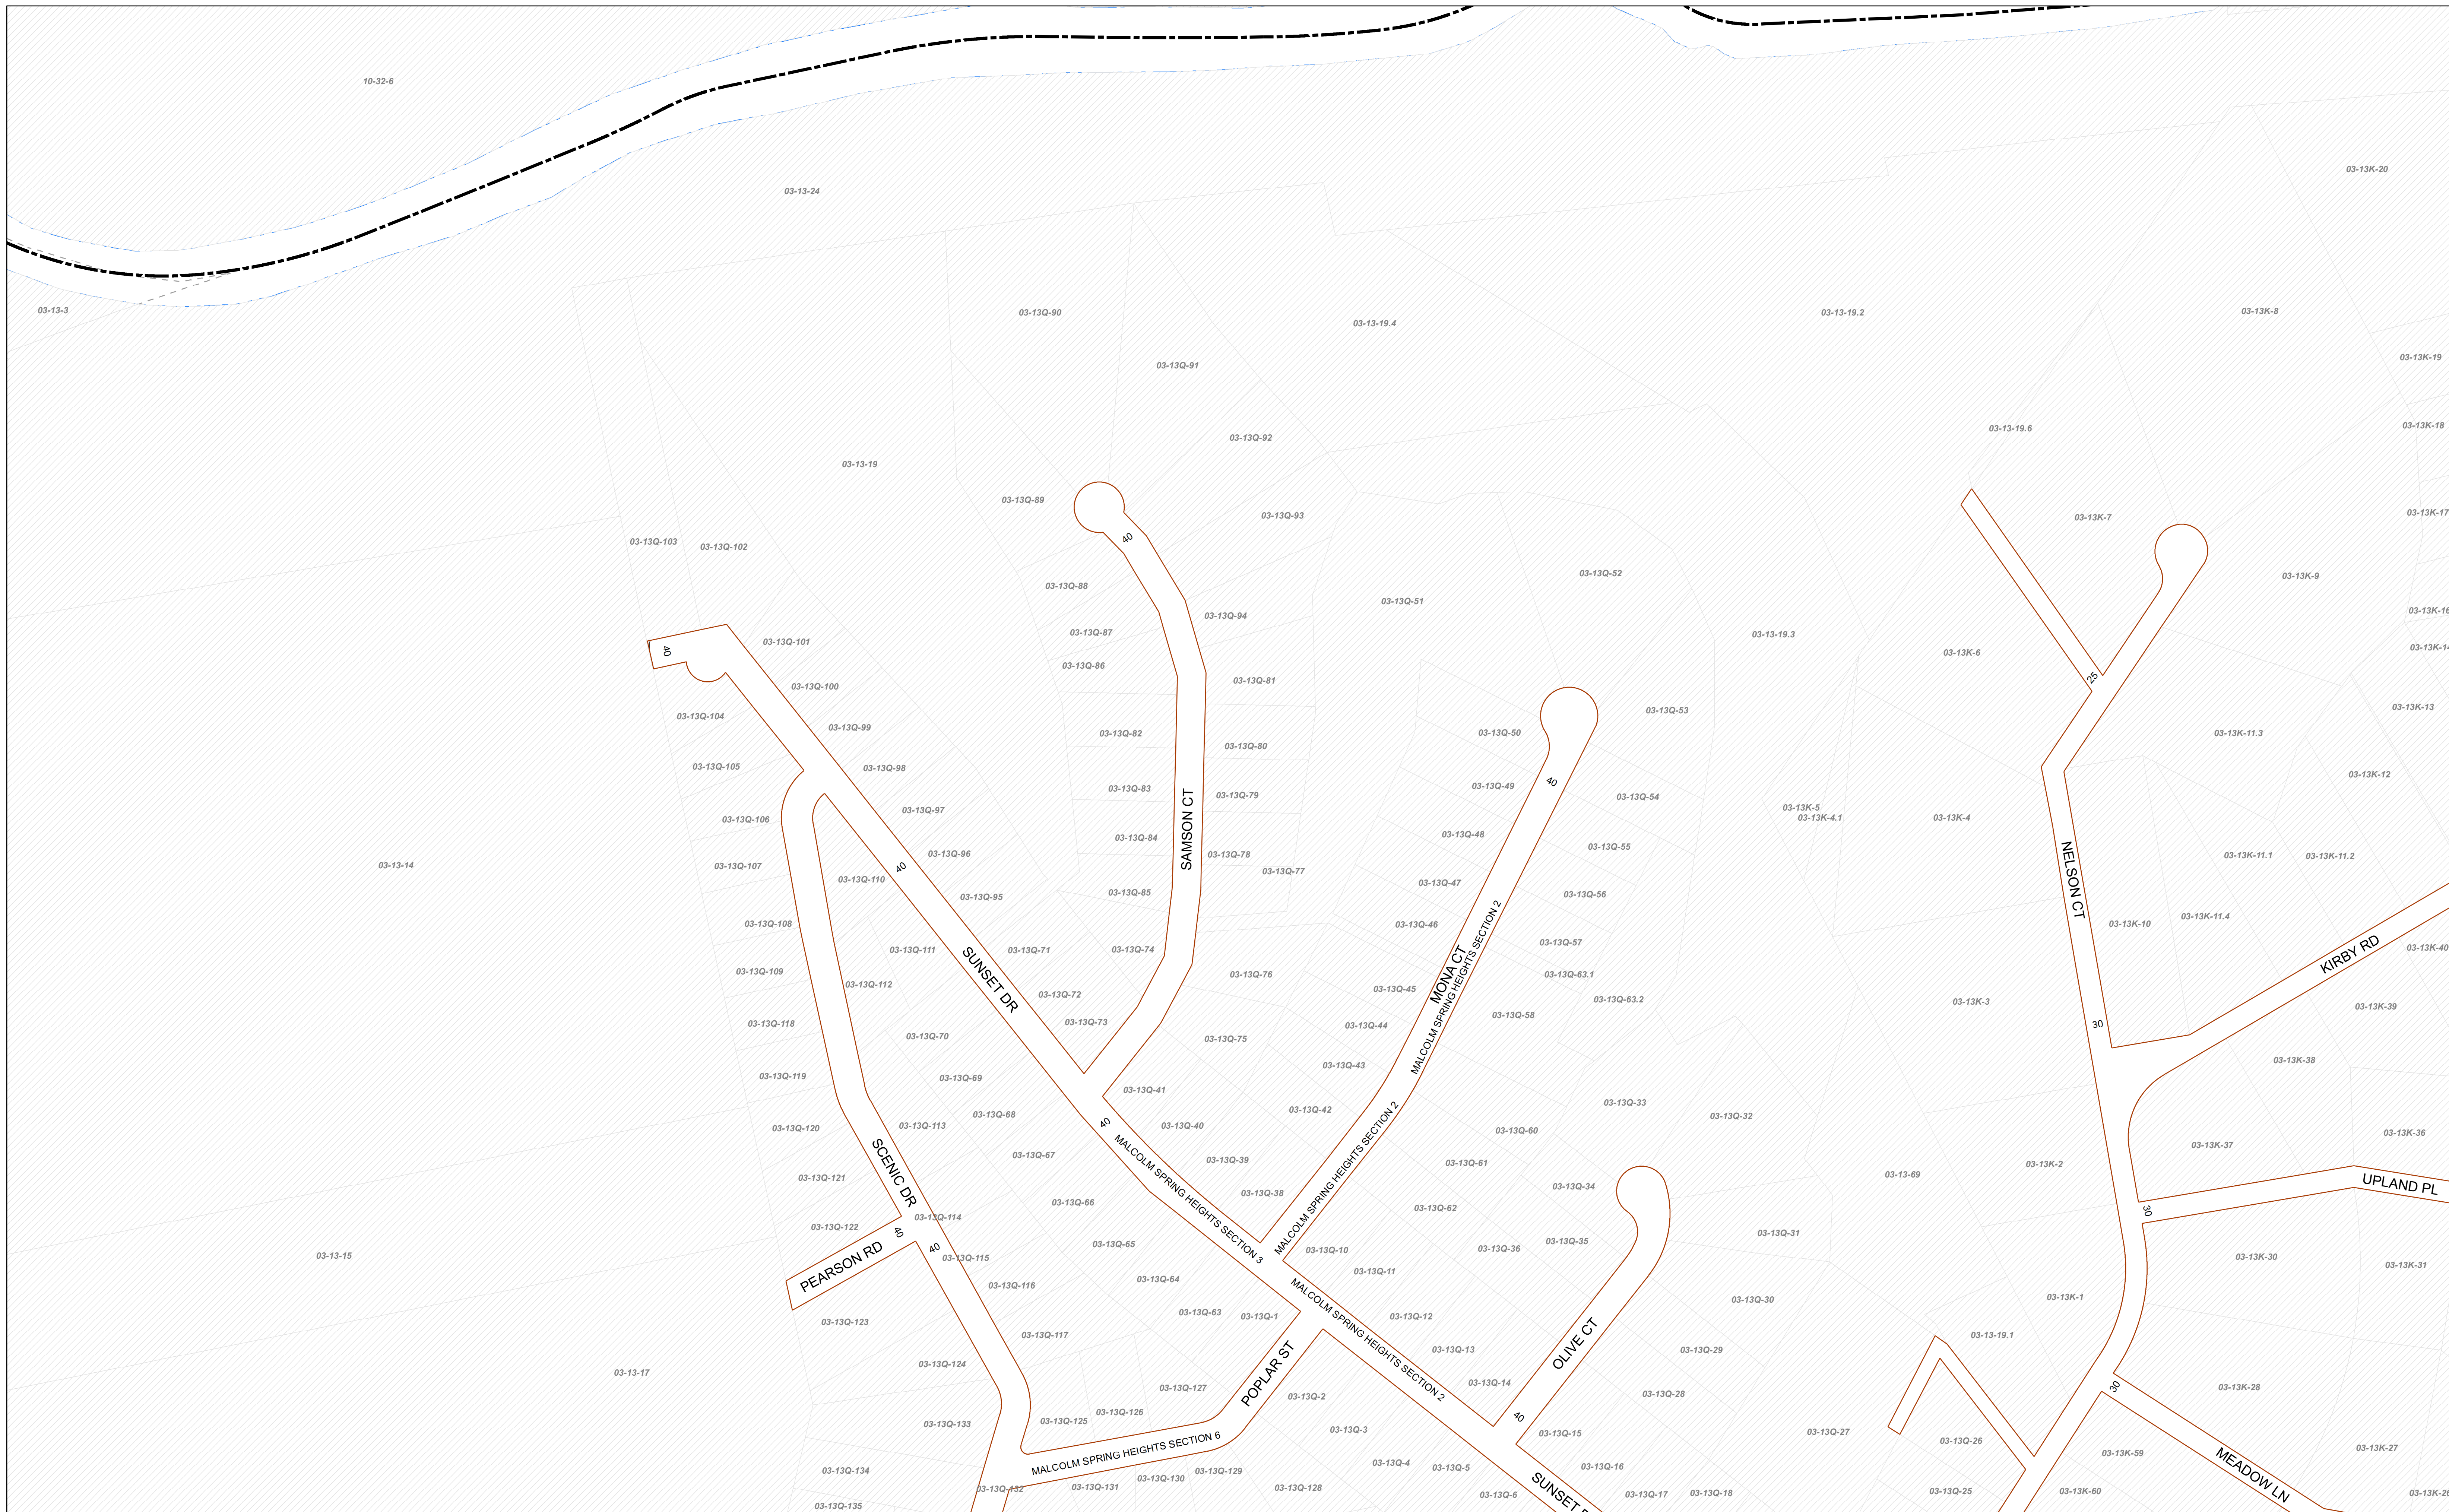 10-32-6
03-13-24
03-13K-20
03-13-3
03-13Q-90
03-13-19.4
03-13-19.2
03-13K-8
03-13Q-91
03-13K-19
03-13-19.6
03-13K-18
03-13Q-92
03-13-19
03-13Q-89
03-13Q-93
03-13K-7
03-13K-17
40
03-13Q-103
03-13Q-102
03-13Q-52
03-13K-9
03-13Q-88
03-13Q-51
03-13K-16
03-13Q-94
03-13Q-87
03-13-19.3
03-13Q-101
40
03-13K-6
03-13Q-86
03-13Q-81
25
03-13Q-100
03-13K-13
03-13Q-53
03-13Q-104
03-13Q-99
03-13Q-82
03-13Q-50
03-13K-11.3
03-13Q-80
03-13Q-105
03-13Q-98
03-13K-12
40
03-13Q-83
03-13Q-49
03-13Q-79
03-13Q-54
03-13K-5
03-13Q-97
03-13K-4.1
03-13K-4
03-13Q-106
SAMSON CT
03-13Q-84
03-13Q-48
03-13Q-55
03-13Q-96
03-13Q-78
03-13K-11.1
03-13K-11.2
03-13-14
03-13Q-107
40
03-13Q-77
03-13Q-110
03-13Q-47
NELSON CT
03-13Q-85
03-13Q-95
03-13Q-56
03-13K-11.4
03-13Q-108
03-13Q-46
03-13K-10
03-13Q-57
03-13K-40
03-13Q-111
03-13Q-71
03-13Q-74
KIRBY RD
03-13Q-109
03-13Q-76
03-13Q-63.1
MONA CT
MALCOLM SPRING HEIGHTS SECTION 2
SUNSET DR
03-13Q-112
03-13Q-45
03-13Q-72
03-13Q-63.2
03-13K-3
03-13K-39
03-13Q-58
03-13Q-118
03-13Q-73
03-13Q-44
30
03-13Q-70
03-13Q-75
03-13K-38
03-13Q-43
03-13Q-119
03-13Q-69
03-13Q-41
03-13Q-33
03-13Q-42
03-13Q-68
03-13Q-32
40
03-13Q-113
03-13Q-40
03-13Q-120
03-13Q-60
03-13K-36
03-13K-37
03-13Q-67
03-13Q-39
03-13Q-61
03-13K-2
SCENIC DR
03-13-69
03-13Q-121
MALCOLM SPRING HEIGHTS SECTION 2
03-13Q-34
UPLAND PL
03-13Q-38
MALCOLM SPRING HEIGHTS SECTION 3
03-13Q-66
03-13Q-62
30
03-13Q-114
03-13Q-122
40
03-13Q-31
03-13Q-35
03-13Q-65
40
03-13Q-36
03-13Q-10
03-13-15
03-13Q-115
03-13K-30
PEARSON RD
03-13K-31
03-13Q-11
03-13Q-64
03-13Q-116
03-13K-1
03-13Q-30
03-13Q-63
03-13Q-1
03-13Q-12
MALCOLM SPRING HEIGHTS SECTION 2
03-13Q-123
03-13Q-117
03-13-19.1
OLIVE CT
03-13Q-13
03-13Q-29
03-13Q-124
03-13-17
POPLAR ST
03-13Q-14
30
03-13Q-127
03-13K-28
03-13Q-2
03-13Q-28
03-13Q-126
40
03-13Q-125
03-13Q-133
03-13Q-3
03-13Q-27
03-13Q-15
MALCOLM SPRING HEIGHTS SECTION 6
03-13Q-26
03-13K-27
03-13K-59
03-13Q-4
03-13Q-16
03-13Q-5
03-13Q-134
03-13Q-129
MEADOW LN
03-13Q-130
03-13Q-131
03-13Q-128
03-13Q-25
03-13K-60
SUNSET
03-13Q-17
03-13Q-18
03-13Q-6
03-13Q-135